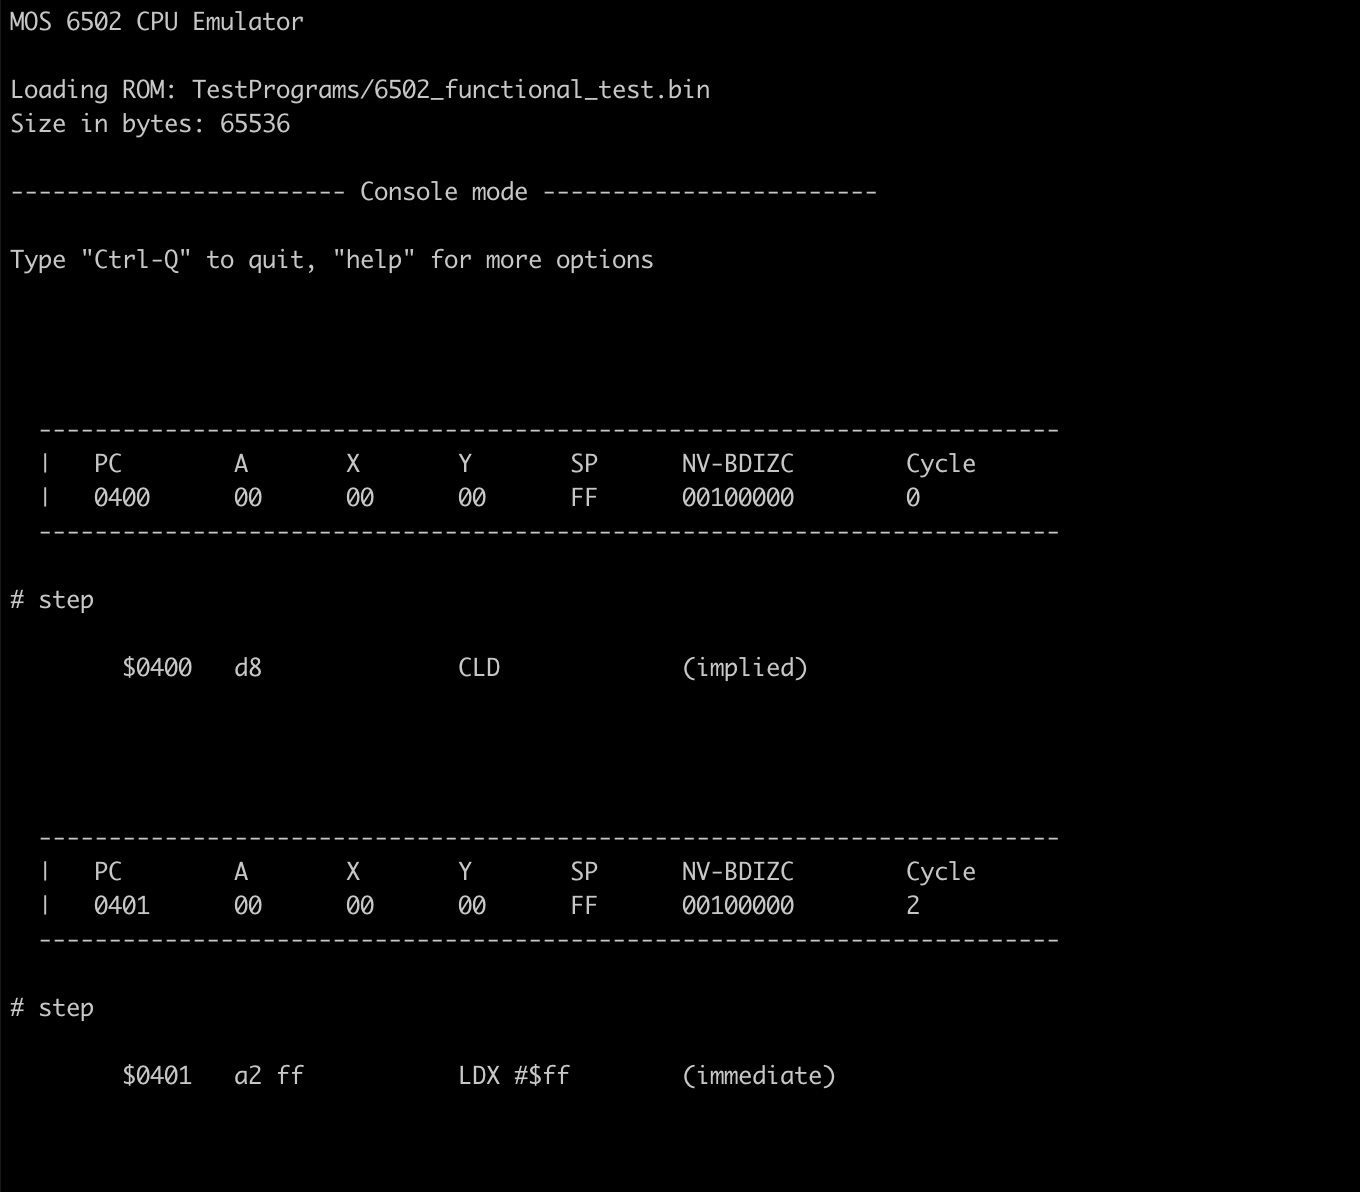 MOS 6502 CPU Emulator
Loading ROM: TestPrograms/6502_functional_test.bin
Size in bytes: 65536
------------------------ Console mode ------------------------
Type "Ctrl-Q" to quit, "help" for more options
-------------------------------------------------------------------------
| PC A X Y SP NV-BDIZC Cycle
| 0400 00 00 00 FF 00100000 0
-------------------------------------------------------------------------
# step
$0400 d8 CLD (implied)
-------------------------------------------------------------------------
| PC A X Y SP NV-BDIZC Cycle
| 0401 00 00 00 FF 00100000 2
-------------------------------------------------------------------------
# step
$0401 a2 ff LDX #$ff (immediate)